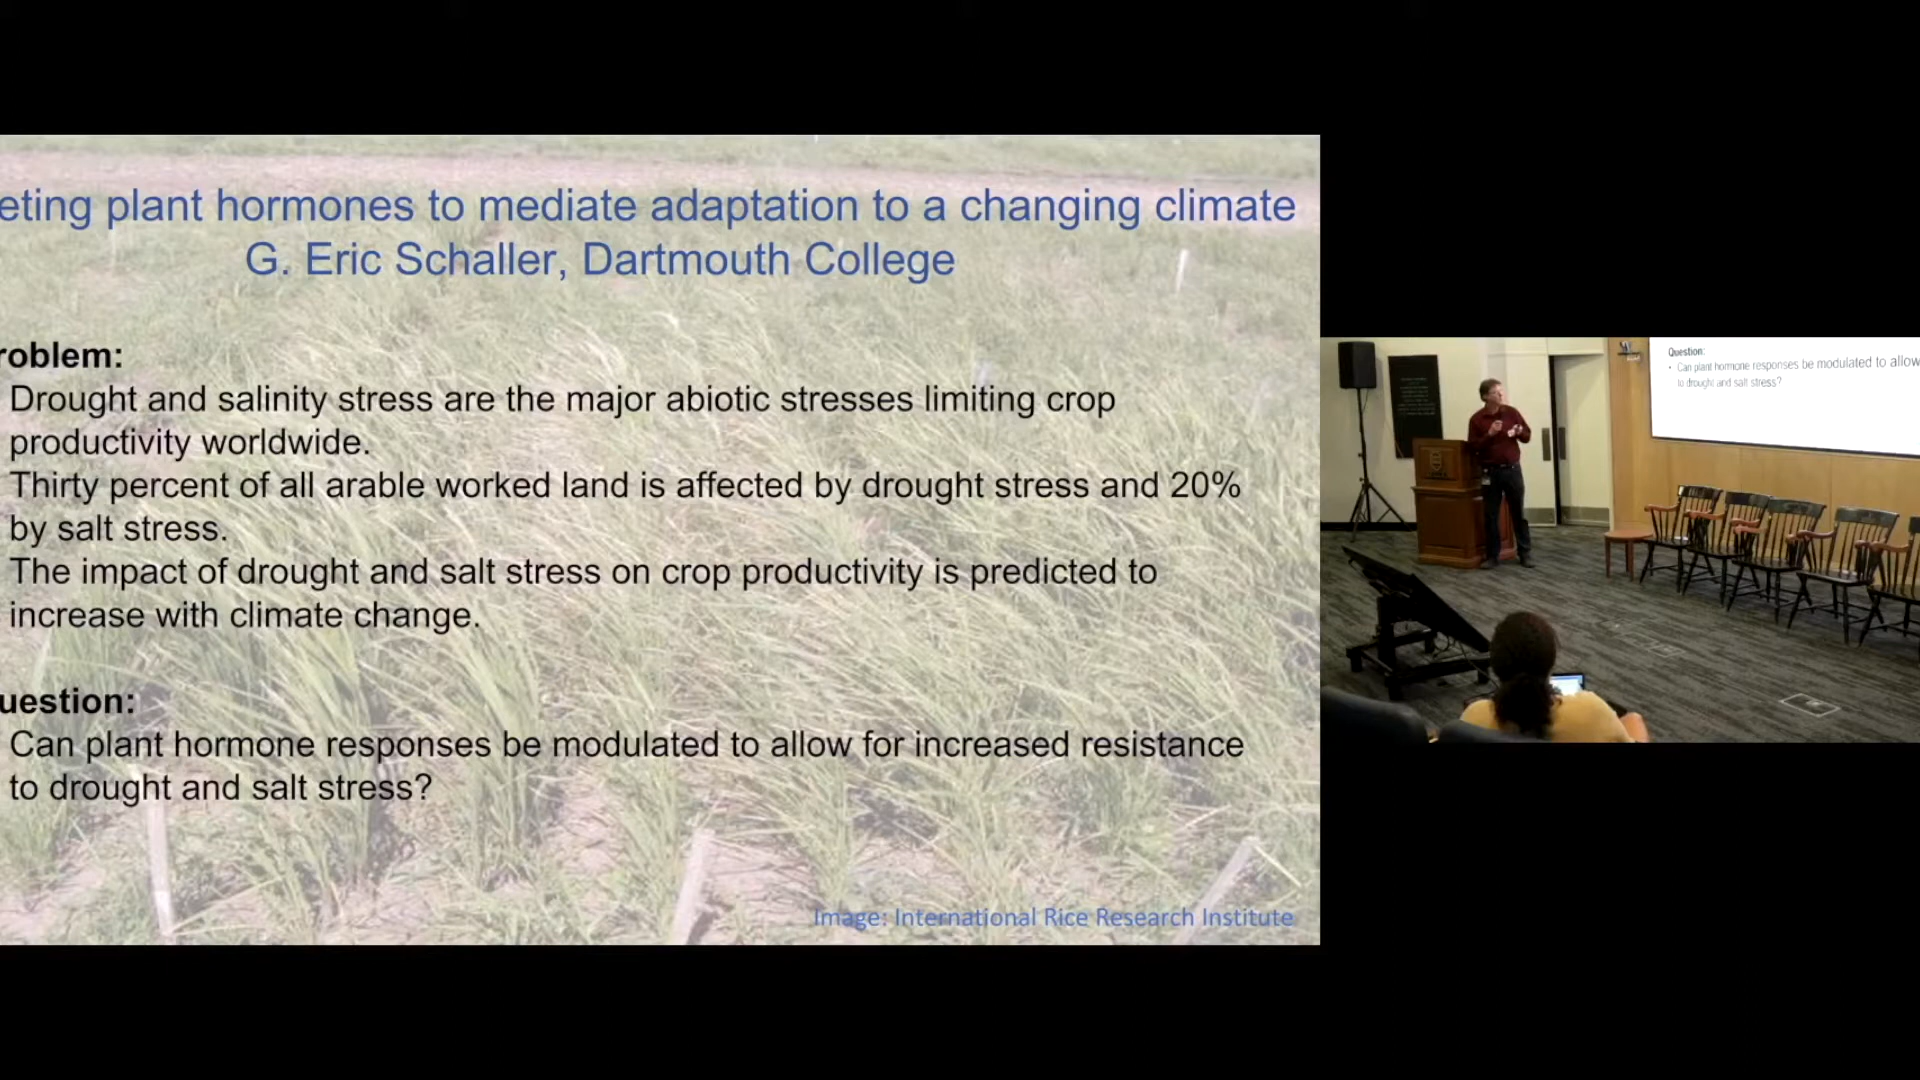 eting plant hormones to mediate adaptation to a changing climate
G. Eric Schaller, Dartmouth College
roblem:
Drought and salinity stress are the major abiotic stresses limiting crop
productivity worldwide.
Thirty percent of all arable worked land is affected by drought stress and 20%
by salt stress.
The impact of drought and salt stress on crop productivity is predicted to
increase with climate change.
uestion:
Can plant hormone responses be modulated to allow for increased resistance
to drought and salt stress?
Image: International Rice Research Institute
Question:
• Can plant hormone responses be modulated to allow
to drought and salt stress?